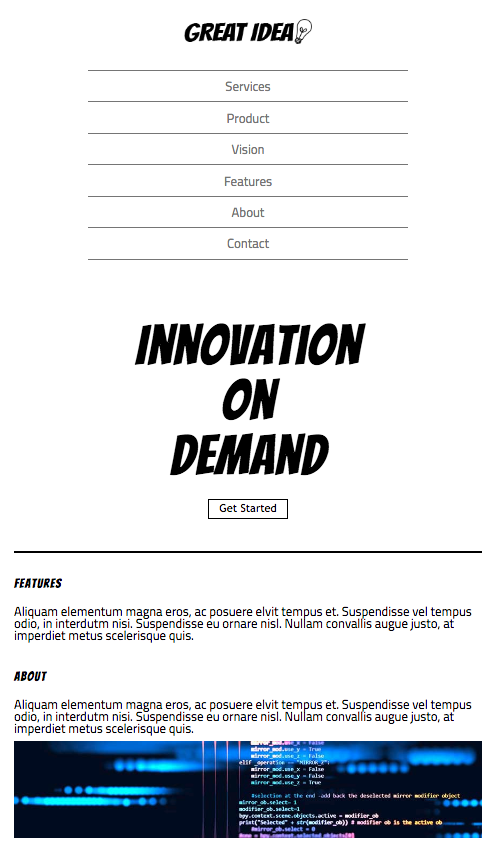 GREAT IDEA
Services
Product
Vision
Features
About
Contact
INNOVATION
ON
DEMAND
Get Started
FEATURES
Aliquam elementum magna eros, ac posuere elvit tempus et. Suspendisse vel tempus
odio, in interdutm nisi. Suspendisse eu ornare nisl. Nullam convallis augue justo, at
imperdiet metus scelerisque quis.
ABOUT
Aliquam elementum magna eros, ac posuere elvit tempus et. Suspendisse vel tempus
odio, in interdutm nisi. Suspendisse eu ornare nisl. Nullam convallis augue justo, at
imperdiet metus scelerisque quis.
mirror_mod.use_x = False
mirror_mod.use_y = True
mirror_mod.use_z = False
elif _operation == "MIRROR_Z":
mirror_mod.use_x = False
mirror_mod.use_y = False
mirror_mod.use_z = True
#selection at the end -add back the deselected mirror modifier object
mirror_ob.select= 1
modifier_ob.select=1
bpy.context.scene.objects.active = modifier_ob
print("Selected" + str(modifier_ob)) # modifier ob is the active ob
#mirror_ob.select = 0